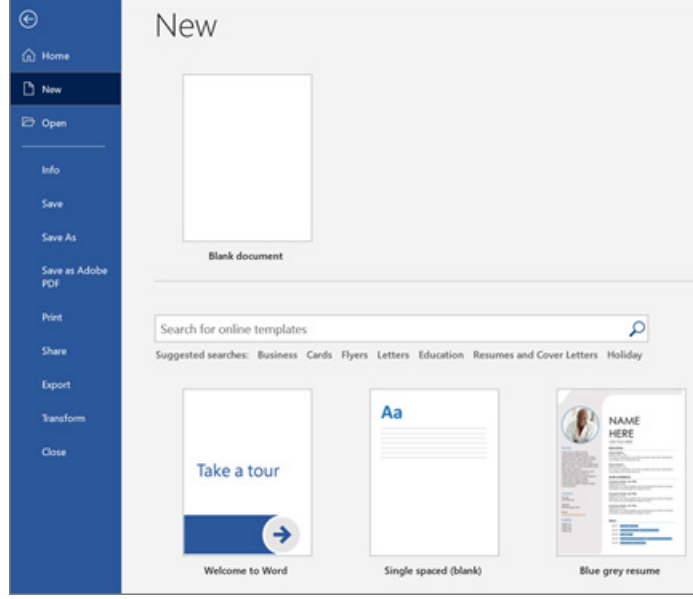 New
Home
New
Open
Info
Save
Save As
Save as Adobe
PDF
Print
Share
Export
Transform
Close
Blank document
Search for online templates
Suggested searches: Business Cards Flyers Letters Education Resumes and Cover Letters Holiday
Take a tour
Aa
NAME
HERE
Welcome to Word
Single spaced (blank)
Blue grey resume